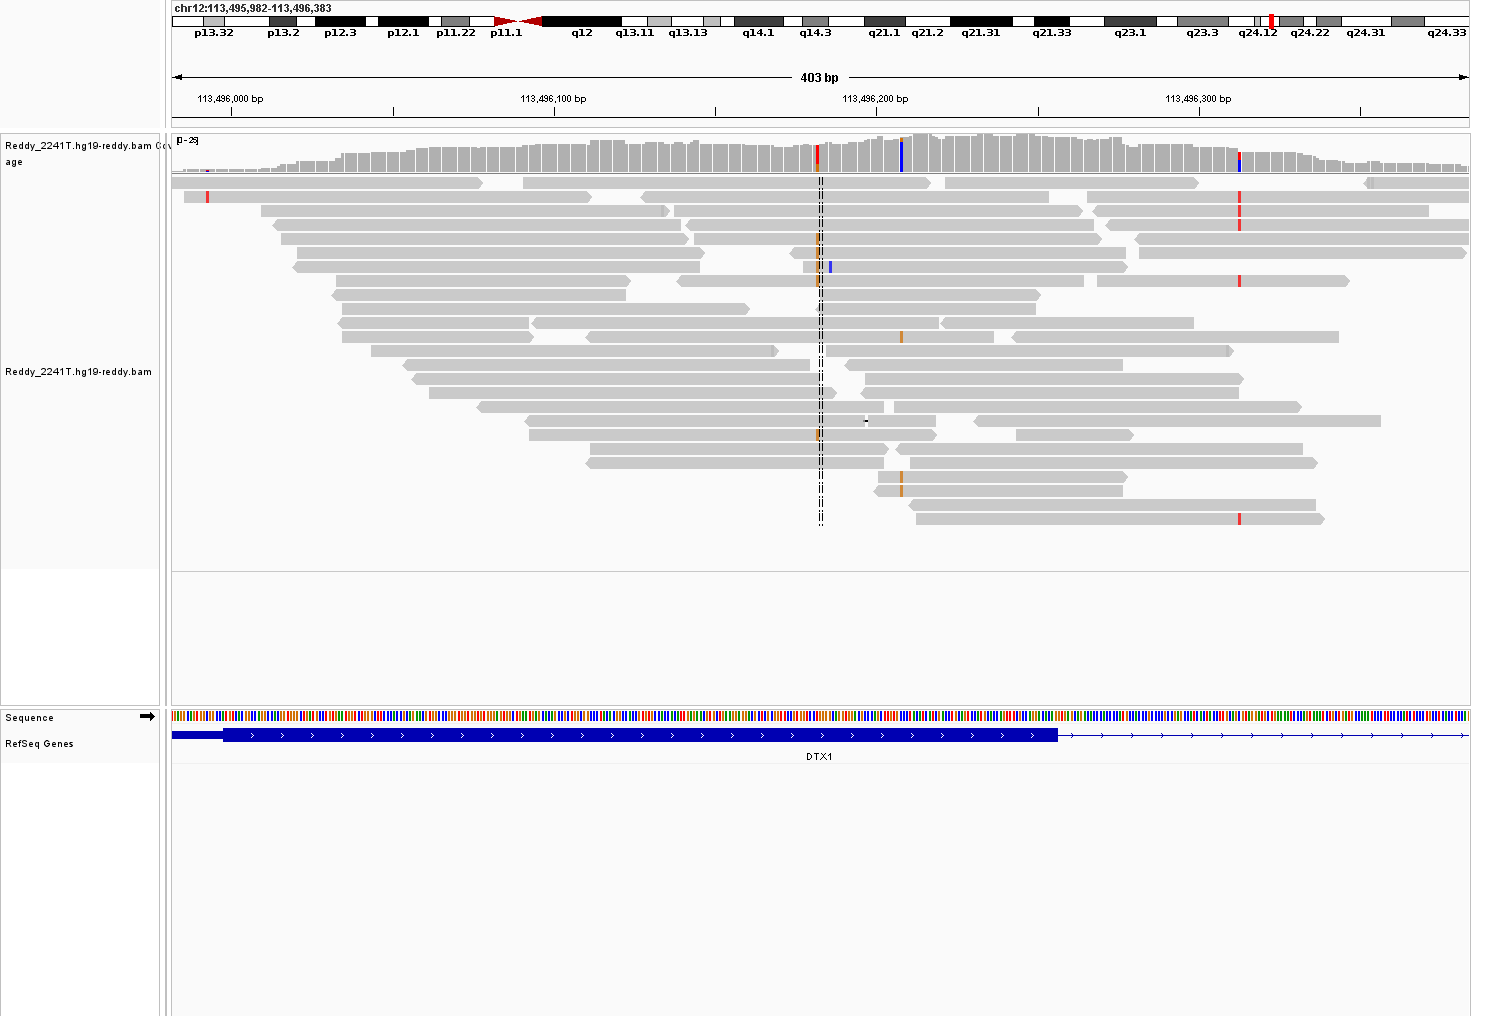 chr12:113,495,982-113,496,383
p13.32 p13.2 p12.3 p12.1 p11.22 p11.1 q12 q13.11 q13.13 q14.1 q14.3 q21.1 q21.2 q21.31 q21.33 q23.1 q23.3 q24.12 q24.22 q24.31 q24.33
403 bp
113,496,000 bp 113,496,100 bp 113,496,200 bp 113,496,300 bp
Reddy_2241T.hg19-reddy.bam
age
Reddy_2241T.hg19-reddy.bam
Sequence
RefSeq Genes
DTX1